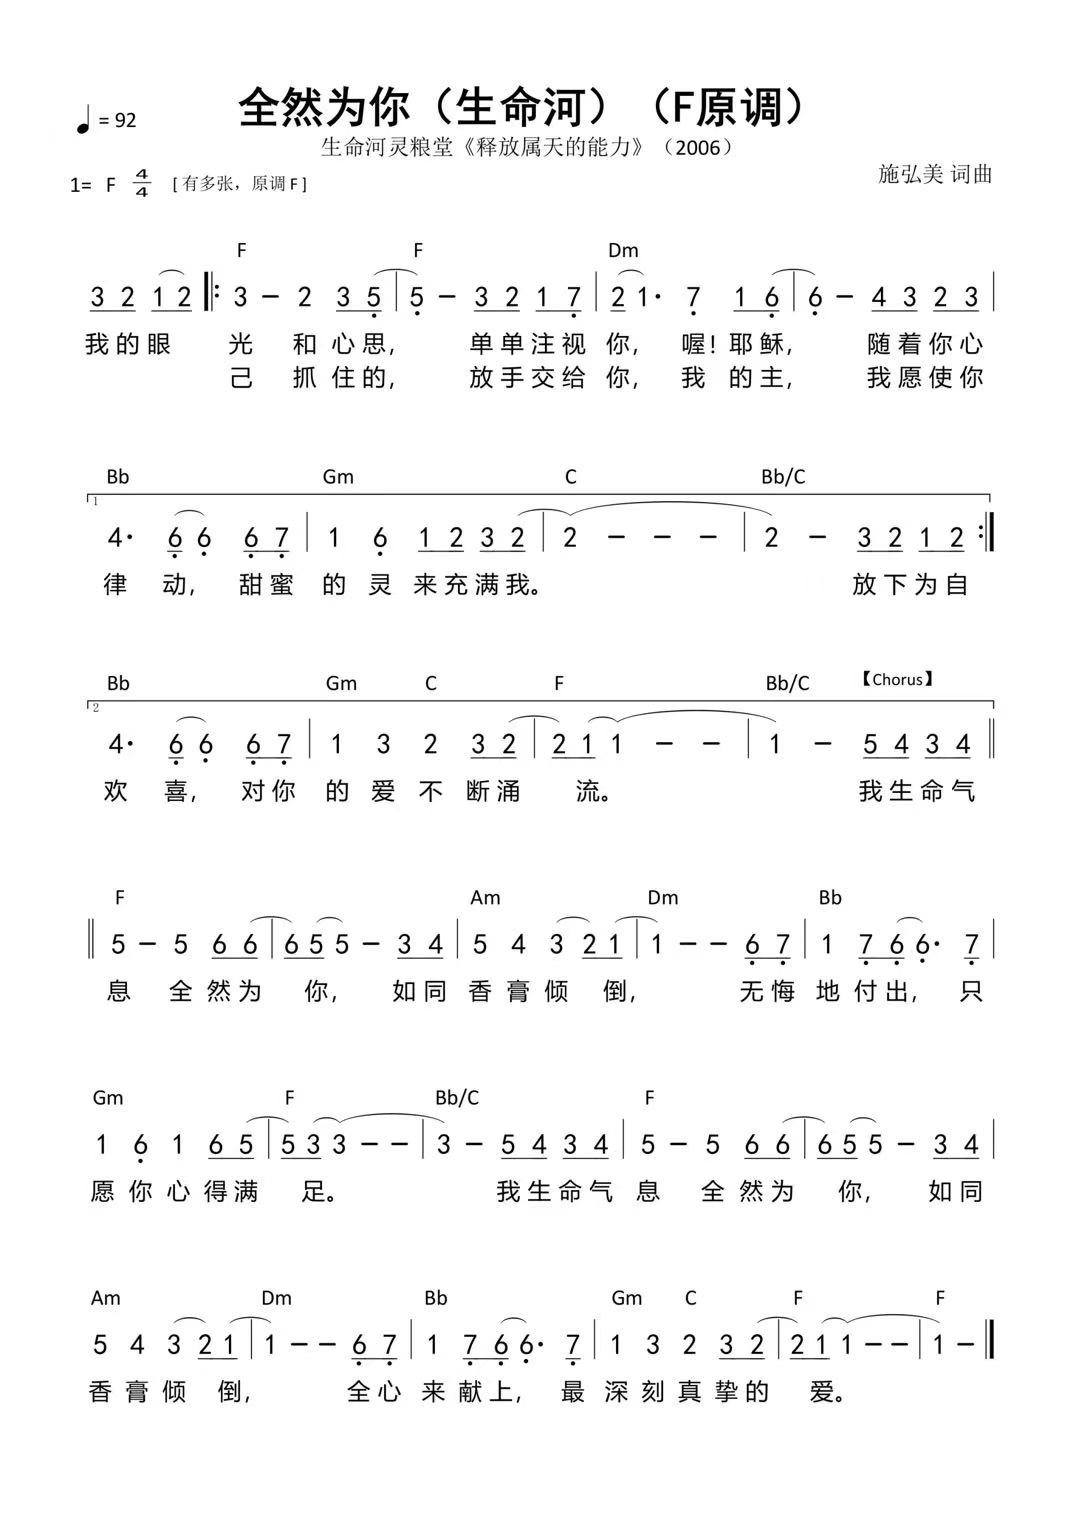 全然为你（生命河）（F原调）
♩= 92
生命河灵粮堂《释放属天的能力》（2006）
施弘美 词曲
1= F 4/4 [ 有多张，原调 F ]
F F Dm
3 2 1 2 3 – 2 3 5 | 5 – 3 2 1 7 | 2 1· 7 1 6 | 6 – 4 3 2 3 |
我的眼 光 和 心思， 单单注视 你， 喔！耶稣， 随着你心
己 抓 住的， 放手交给 你， 我 的主， 我愿使你
Bb Gm C Bb/C
1
4· 6 6 6 7 | 1 6 1 2 3 2 | 2 – – – | 2 – 3 2 1 2 :|
律 动， 甜蜜 的 灵 来充满我。 放下为自
Bb Gm C F Bb/C 【Chorus】
2
4· 6 6 6 7 | 1 3 2 3 2 | 2 1 1 – – | 1 – 5 4 3 4 ||
欢 喜， 对你 的 爱 不 断涌 流。 我生命气
F Am Dm Bb
|| 5 – 5 6 6 | 6 5 5 – 3 4 | 5 4 3 2 1 | 1 – – 6 7 | 1 7 6 6· 7 |
息 全 然为 你， 如同 香 膏 倾 倒， 无悔 地 付出， 只
Gm F Bb/C F
1 6 1 6 5 | 5 3 3 – – | 3 – 5 4 3 4 | 5 – 5 6 6 | 6 5 5 – 3 4 |
愿 你 心 得满 足。 我生命气 息 全 然为 你， 如同
Am Dm Bb Gm C F F
5 4 3 2 1 | 1 – – 6 7 | 1 7 6 6· 7 | 1 3 2 3 2 | 2 1 1 – – | 1 – ||
香 膏 倾 倒， 全心 来 献上， 最 深 刻 真 挚的 爱。